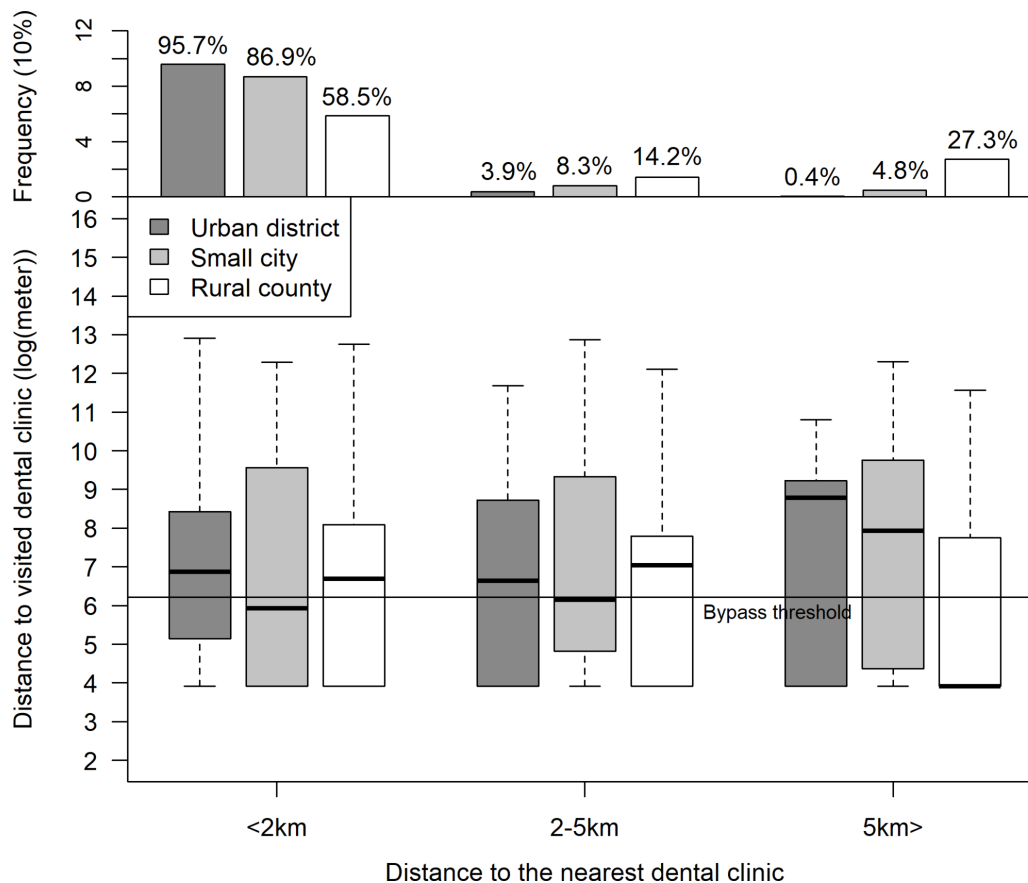 Frequency (10%)
12
8
4
0
95.7%
86.9%
58.5%
3.9%
8.3%
14.2%
0.4%
4.8%
27.3%
Urban district
Small city
Rural county
Distance to visited dental clinic (log(meter))
16
15
14
13
12
11
10
9
8
7
6
5
4
3
2
Bypass threshold
<2km
2-5km
5km>
Distance to the nearest dental clinic